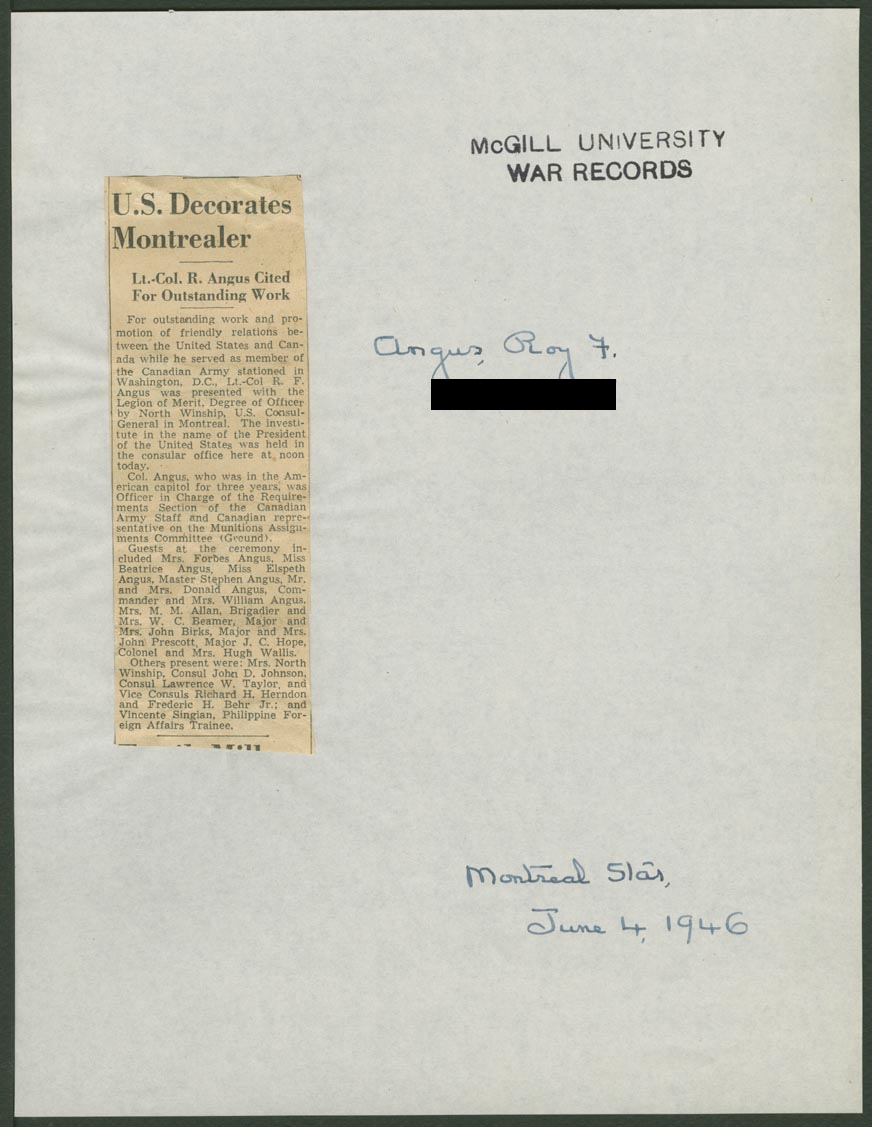 McGILL UNIVERSITY
WAR RECORDS
U.S. Decorates
Montrealer
Lt.-Col. R. Angus Cited
For Outstanding Work
For outstanding work and pro-
motion of friendly relations be-
tween the United States and Can-
ada while he served as member of
the Canadian Army stationed in
Washington, D.C., Lt.-Col R. F.
Angus was presented with the
Legion of Merit, Degree of Officer
by North Winship, U.S. Consul-
General in Montreal. The investi-
tute in the name of the President
of the United States was held in
the consular office here at noon
today.
Col. Angus, who was in the Am-
erican capitol for three years, was
Officer in Charge of the Require-
ments Section of the Canadian
Army Staff and Canadian repre-
sentative on the Munitions Assign-
ments Committee (Ground).
Guests at the ceremony in-
cluded Mrs. Forbes Angus, Miss
Beatrice Angus, Miss Elspeth
Angus, Master Stephen Angus, Mr.
and Mrs. Donald Angus, Com-
mander and Mrs. William Angus,
Mrs. M. M. Allan, Brigadier and
Mrs. W. C. Beamer, Major and
Mrs. John Birks, Major and Mrs.
John Prescott, Major J. C. Hope,
Colonel and Mrs. Hugh Wallis.
Others present were: Mrs. North
Winship, Consul John D. Johnson,
Consul Lawrence W. Taylor, and
Vice Consuls Richard H. Herndon
and Frederic H. Behr Jr.; and
Vincente Singian, Philippine For-
eign Affairs Trainee.
Mill
Angus, Roy F.
Montreal Star,
June 4, 1946